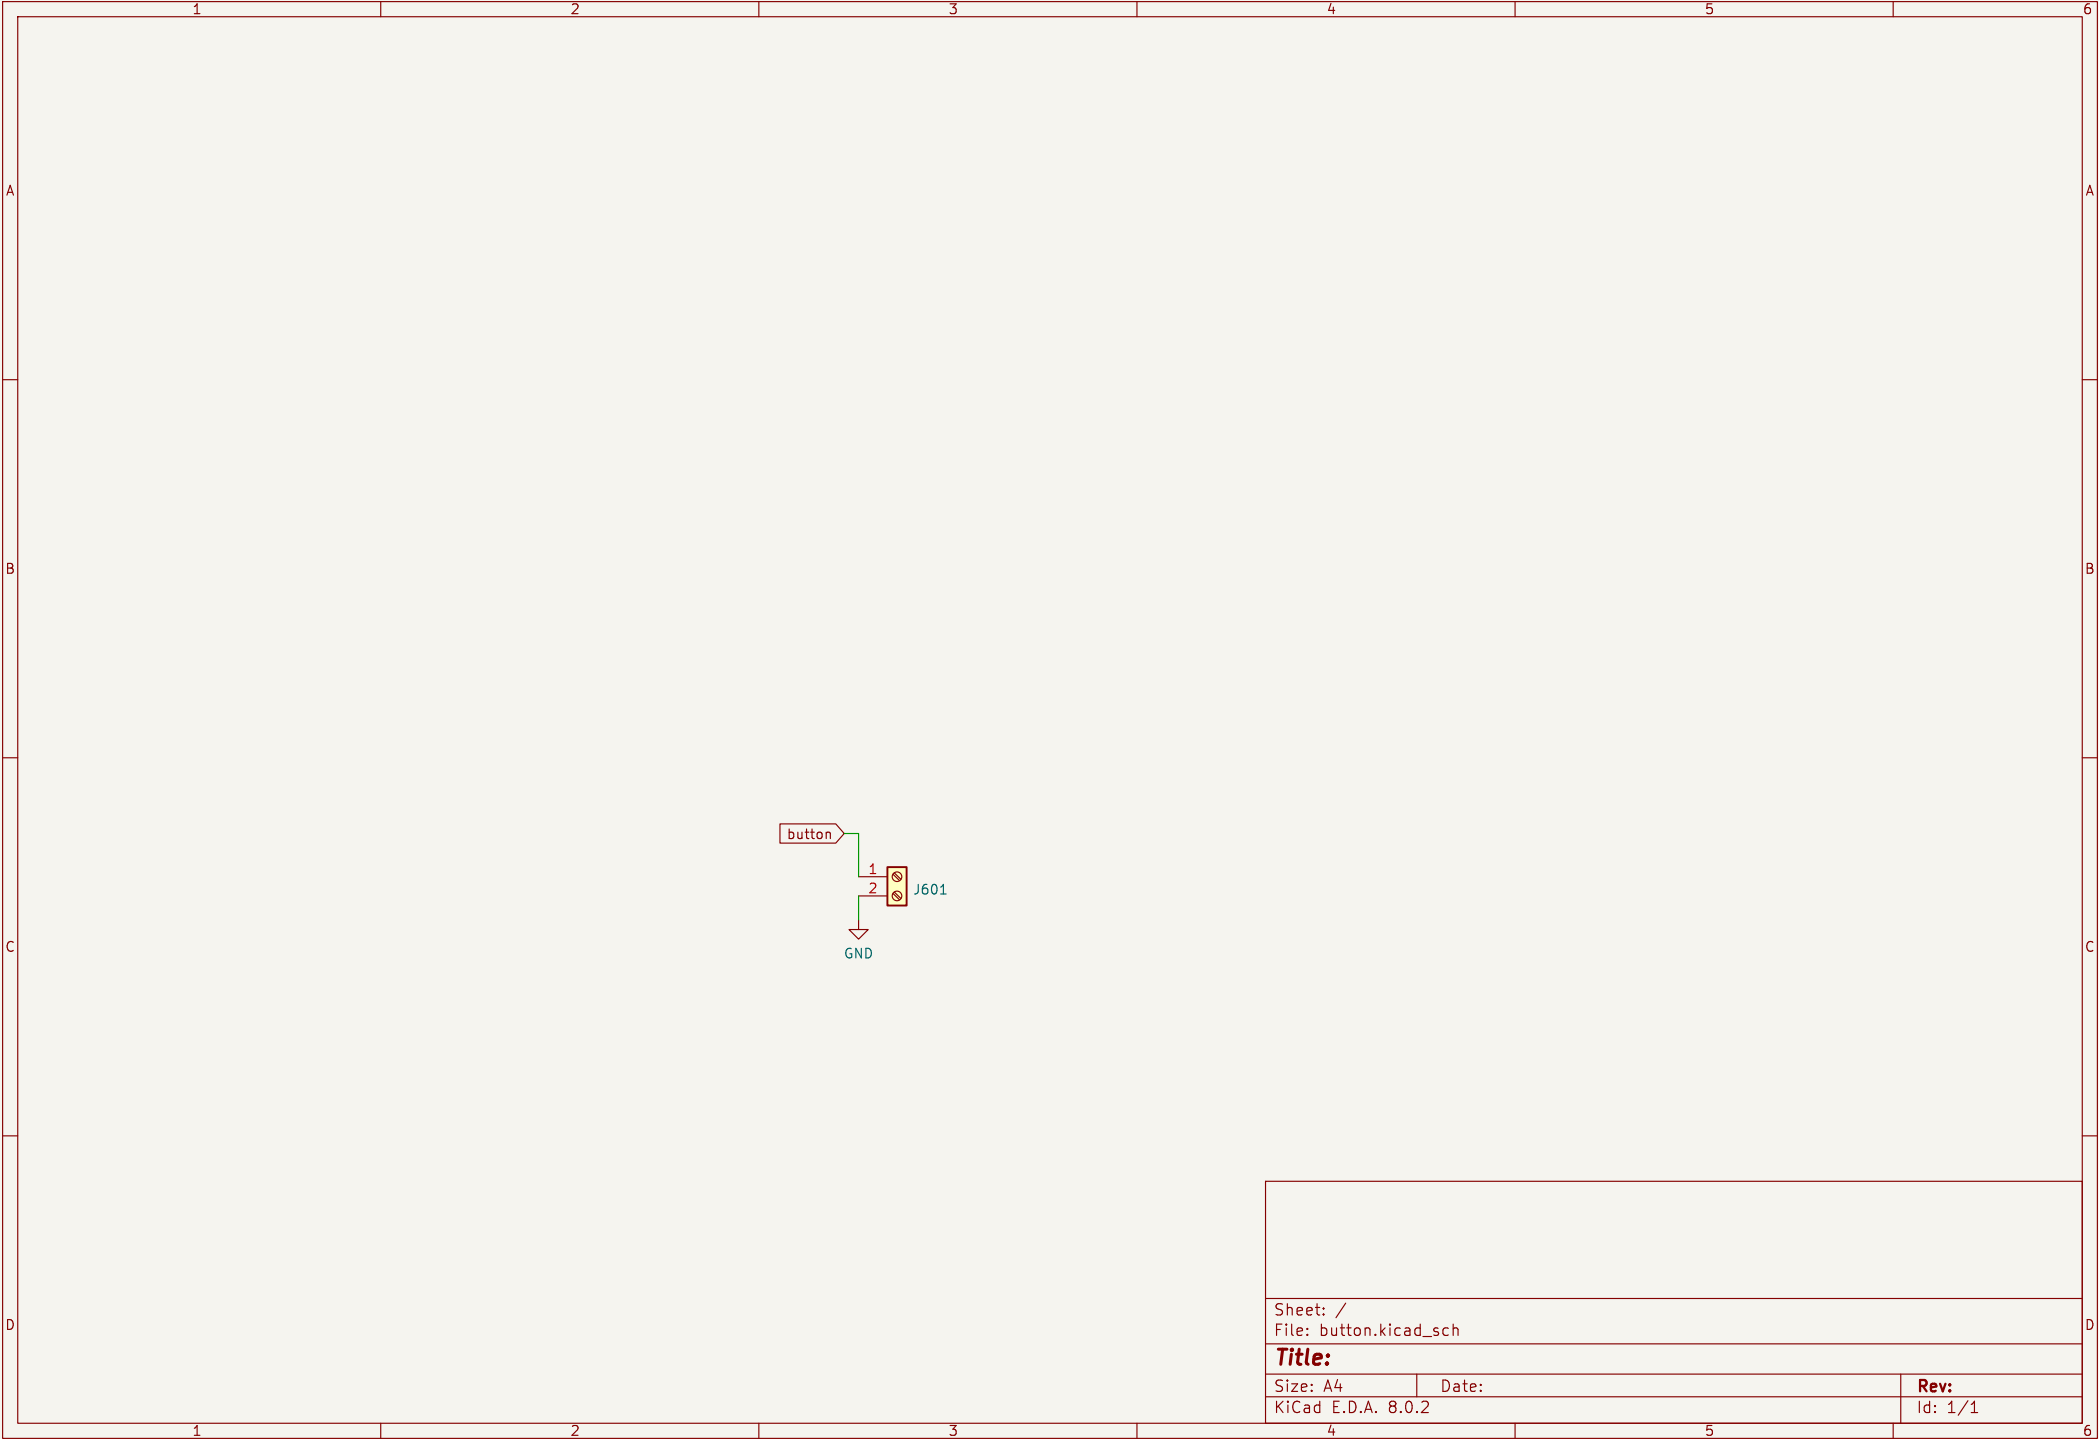 1 2 3 4 5 6
A A
B B
button
1
2
J601
GND
C C
Sheet: /
File: button.kicad_sch
D D
Title:
Size: A4 Date: Rev:
KiCad E.D.A. 8.0.2 Id: 1/1
1 2 3 4 5 6